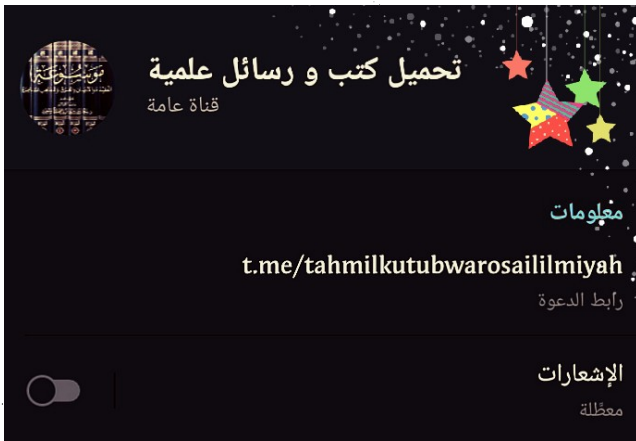 تحميل كتب و رسائل علمية
قناة عامة
معلومات
t.me/tahmilkutubwarosaililmiyah
رابط الدعوة
الإشعارات
معطَّلة